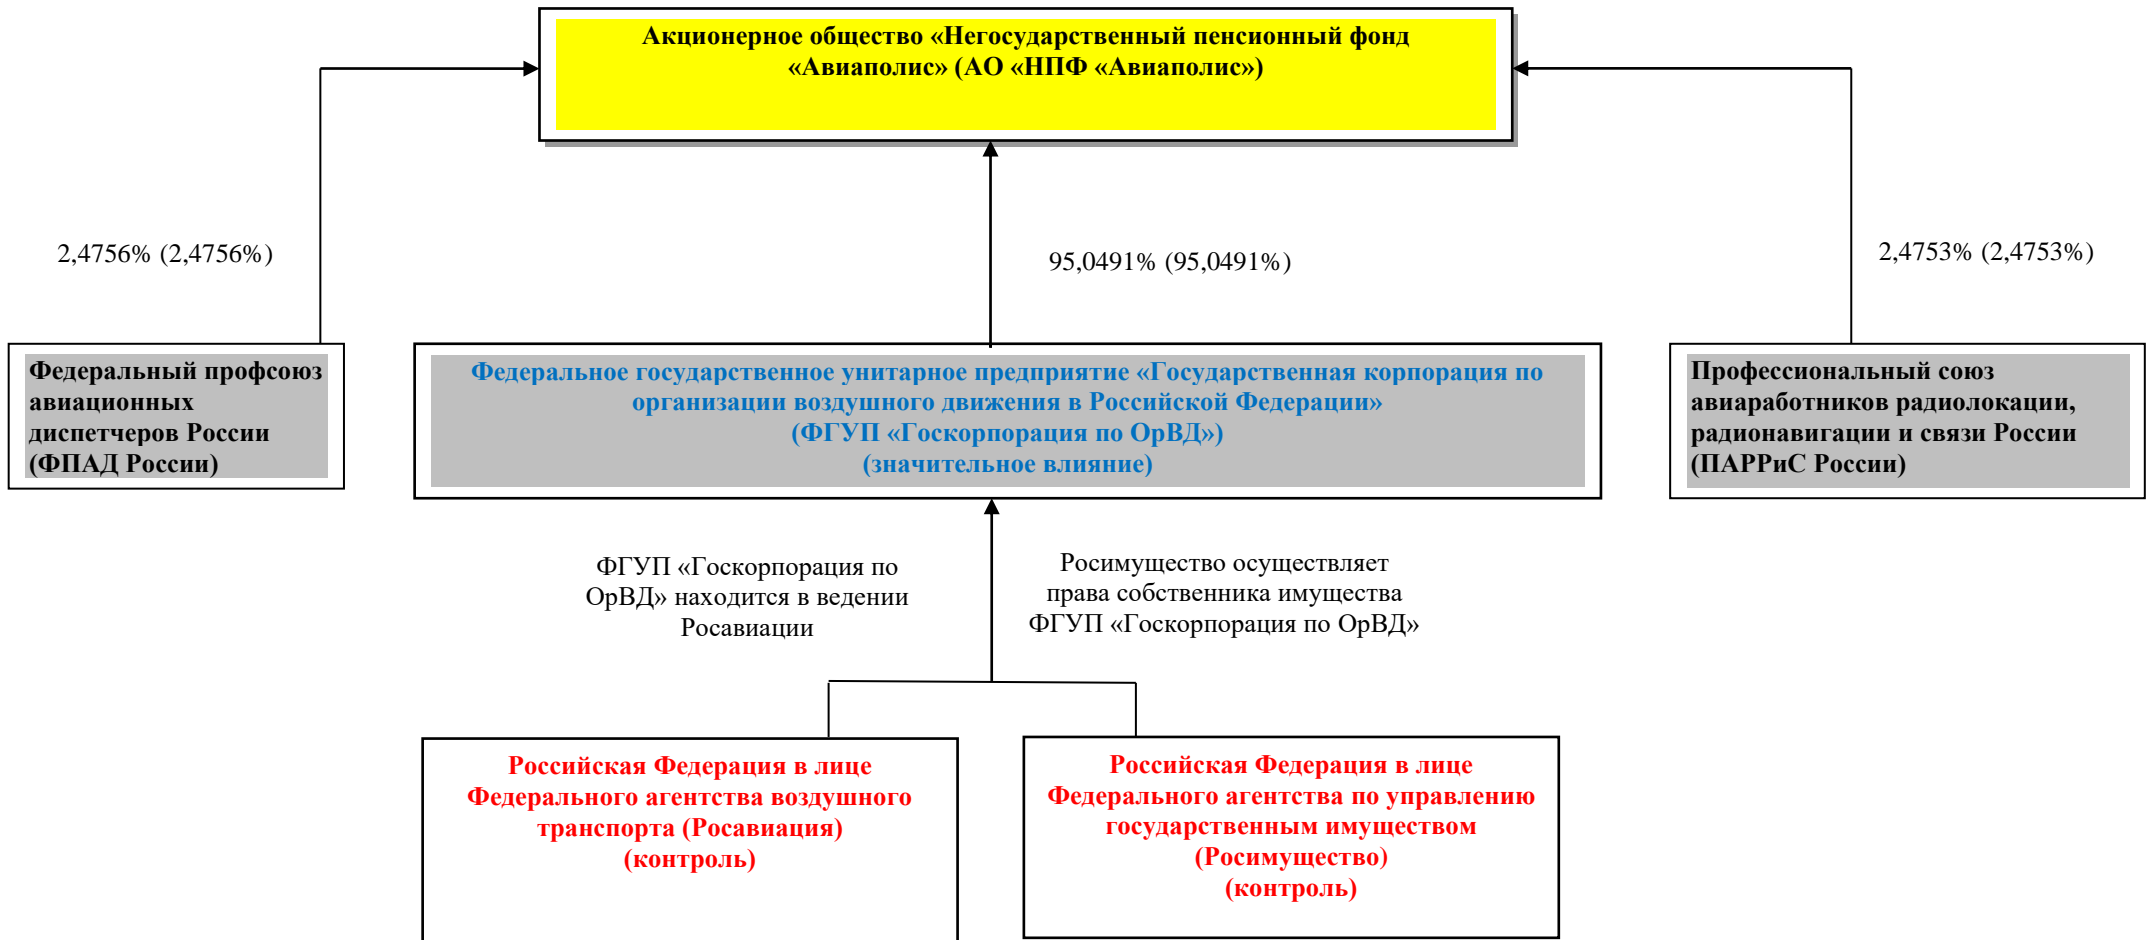 Акционерное общество «Негосударственный пенсионный фонд
«Авиаполис» (АО «НПФ «Авиаполис»)
2,4756% (2,4756%)
95,0491% (95,0491%)
2,4753% (2,4753%)
Федеральный профсоюз
авиационных
диспетчеров России
(ФПАД России)
Федеральное государственное унитарное предприятие «Государственная корпорация по
организации воздушного движения в Российской Федерации»
(ФГУП «Госкорпорация по ОрВД»)
(значительное влияние)
Профессиональный союз
авиаработников радиолокации,
радионавигации и связи России
(ПАРРиС России)
ФГУП «Госкорпорация по
ОрВД» находится в ведении
Росавиации
Росимущество осуществляет
права собственника имущества
ФГУП «Госкорпорация по ОрВД»
Российская Федерация в лице
Федерального агентства воздушного
транспорта (Росавиация)
(контроль)
Российская Федерация в лице
Федерального агентства по управлению
государственным имуществом
(Росимущество)
(контроль)